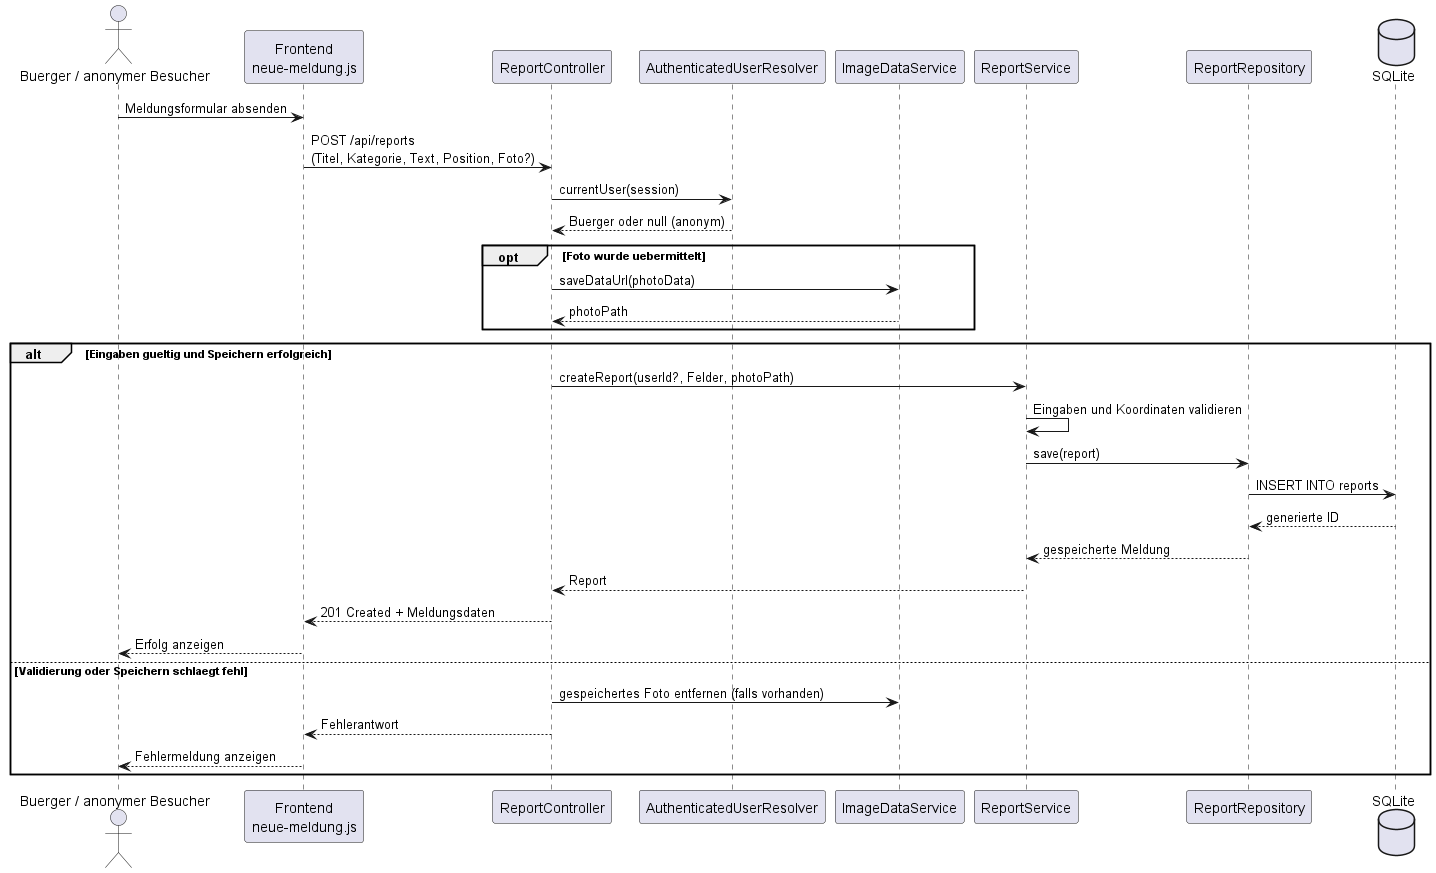 Buerger / anonymer Besucher
Frontend
neue-meldung.js
ReportController
AuthenticatedUserResolver
ImageDataService
ReportService
ReportRepository
SQLite
Meldungsformular absenden
POST /api/reports
(Titel, Kategorie, Text, Position, Foto?)
currentUser(session)
Buerger oder null (anonym)
opt
[Foto wurde uebermittelt]
saveDataUrl(photoData)
photoPath
alt
[Eingaben gueltig und Speichern erfolgreich]
createReport(userId?, Felder, photoPath)
Eingaben und Koordinaten validieren
save(report)
INSERT INTO reports
generierte ID
gespeicherte Meldung
Report
201 Created + Meldungsdaten
Erfolg anzeigen
[Validierung oder Speichern schlaegt fehl]
gespeichertes Foto entfernen (falls vorhanden)
Fehlerantwort
Fehlermeldung anzeigen
Buerger / anonymer Besucher
Frontend
neue-meldung.js
ReportController
AuthenticatedUserResolver
ImageDataService
ReportService
ReportRepository
SQLite